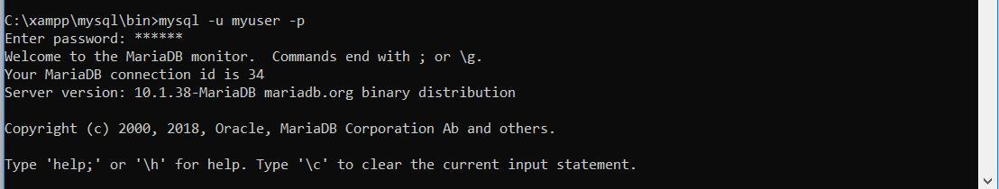 C:\xampp\mysql\bin>mysql -u myuser -p
Enter password: ******
Welcome to the MariaDB monitor.  Commands end with ; or \g.
Your MariaDB connection id is 34
Server version: 10.1.38-MariaDB mariadb.org binary distribution
Copyright (c) 2000, 2018, Oracle, MariaDB Corporation Ab and others.
Type 'help;' or '\h' for help. Type '\c' to clear the current input statement.